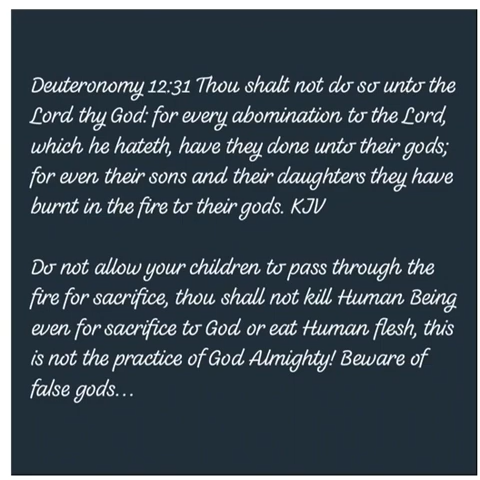 Deuteronomy 12:31 Thou shalt not do so unto the
Lord thy God: for every abomination to the Lord,
which he hateth, have they done unto their gods;
for even their sons and their daughters they have
burnt in the fire to their gods. KJV
Do not allow your children to pass through the
fire for sacrifice, thou shall not kill Human Being
even for sacrifice to God or eat Human flesh, this
is not the practice of God Almighty! Beware of
false gods...